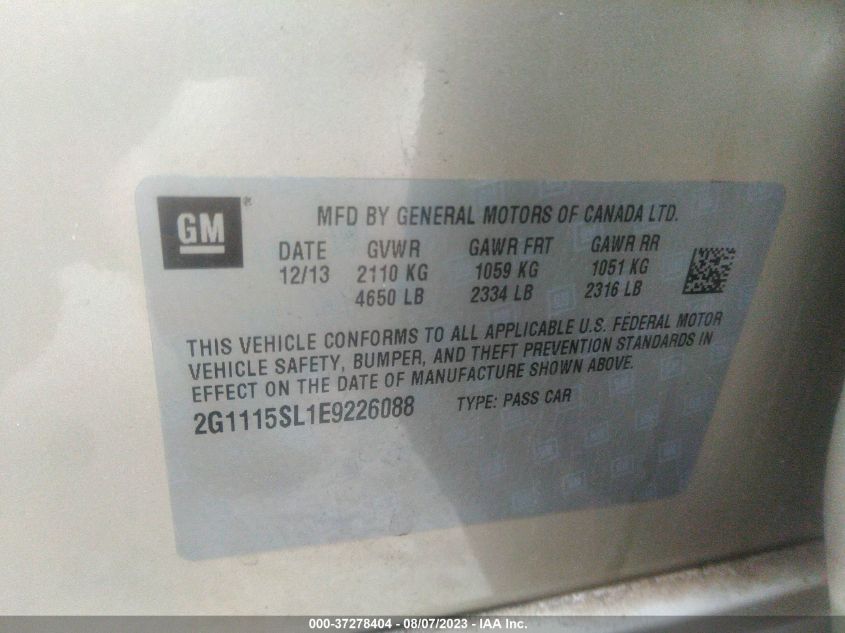 GM®
MFD BY GENERAL MOTORS OF CANADA LTD.
DATE GVWR GAWR FRT GAWR RR
12/13 2110 KG 1059 KG 1051 KG
4650 LB 2334 LB 2316 LB
THIS VEHICLE CONFORMS TO ALL APPLICABLE U.S. FEDERAL MOTOR
VEHICLE SAFETY, BUMPER, AND THEFT PREVENTION STANDARDS IN
EFFECT ON THE DATE OF MANUFACTURE SHOWN ABOVE.
2G1115SL1E9226088 TYPE: PASS CAR
000-37278404 - 08/07/2023 - IAA Inc.